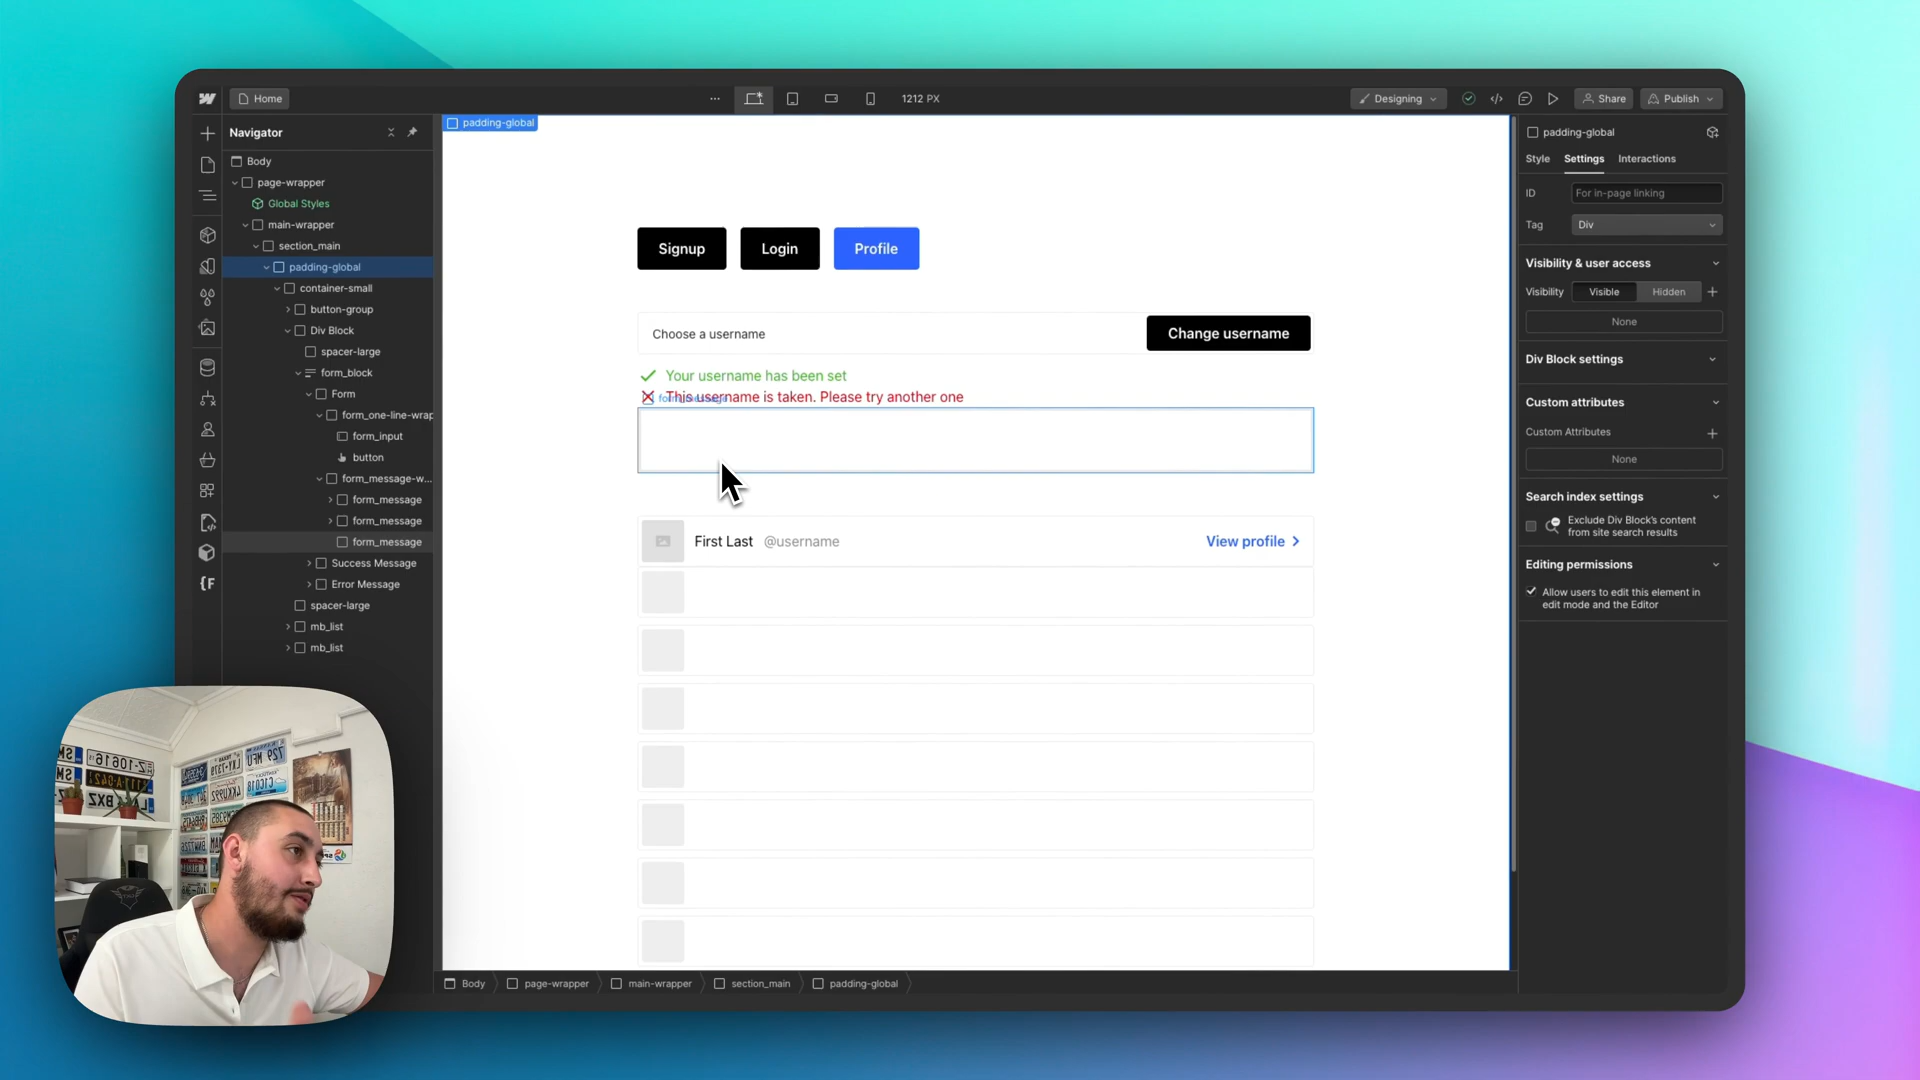 Home
1212 PX
Designing
Share
Publish
Navigator
Body
page-wrapper
Global Styles
main-wrapper
section_main
padding-global
container-small
button-group
Div Block
spacer-large
form_block
Form
form_one-line-wrap
form_input
button
form_message-w...
form_message
form_message
form_message
Success Message
Error Message
spacer-large
mb_list
mb_list
padding-global
Signup
Login
Profile
Choose a username
Change username
Your username has been set
This username is taken. Please try another one
First Last @username
View profile
Body
page-wrapper
main-wrapper
section_main
padding-global
padding-global
Style
Settings
Interactions
ID
For in-page linking
Tag
Div
Visibility & user access
Visibility
Visible
Hidden
None
Div Block settings
Custom attributes
Custom Attributes
None
Search index settings
Exclude Div Block's content
from site search results
Editing permissions
Allow users to edit this element in
edit mode and the Editor